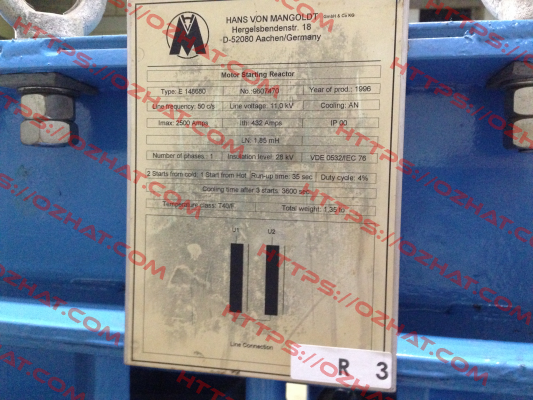 HANS VON MANGOLDT GmbH & Co KG
Hergelsbendenstr. 18
D-52080 Aachen/Germany
M
Motor Starting Reactor
Type: E 148680 No.:9607470 Year of prod.: 1996
Line frequency: 50 c/s Line voltage: 11,0 kV Cooling: AN
Imax: 2500 Amps Ith: 432 Amps IP 00
LN: 1,85 mH
Number of phases: 1 Insulation level: 28 kV VDE 0532/IEC 76
2 Starts from cold, 1 Start from Hot Run-up time: 35 sec Duty cycle: 4%
Cooling time after 3 starts: 3600 sec
Temperature class: T40/F Total weight: 1,35 to
U1 U2
Line Connection
R 3
HTTPS://OZHAT.COM